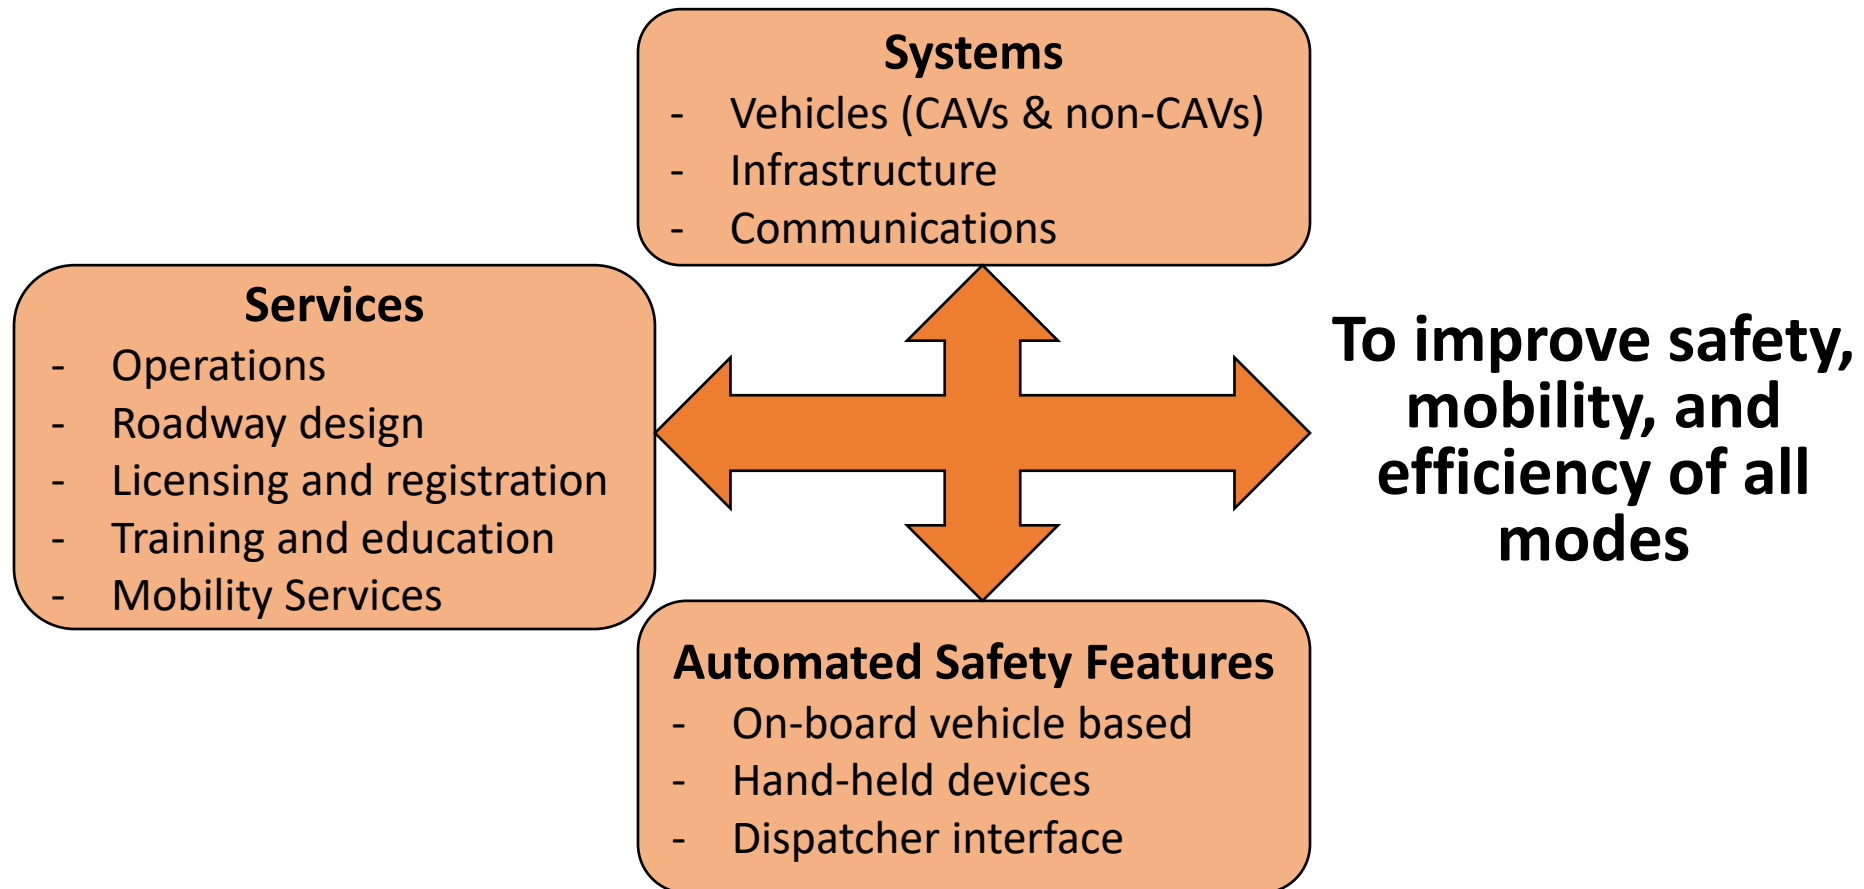 Systems
- Vehicles (CAVs & non-CAVs)
- Infrastructure
- Communications
Services
- Operations
- Roadway design
- Licensing and registration
- Training and education
- Mobility Services
To improve safety,
mobility, and
efficiency of all
modes
Automated Safety Features
- On-board vehicle based
- Hand-held devices
- Dispatcher interface